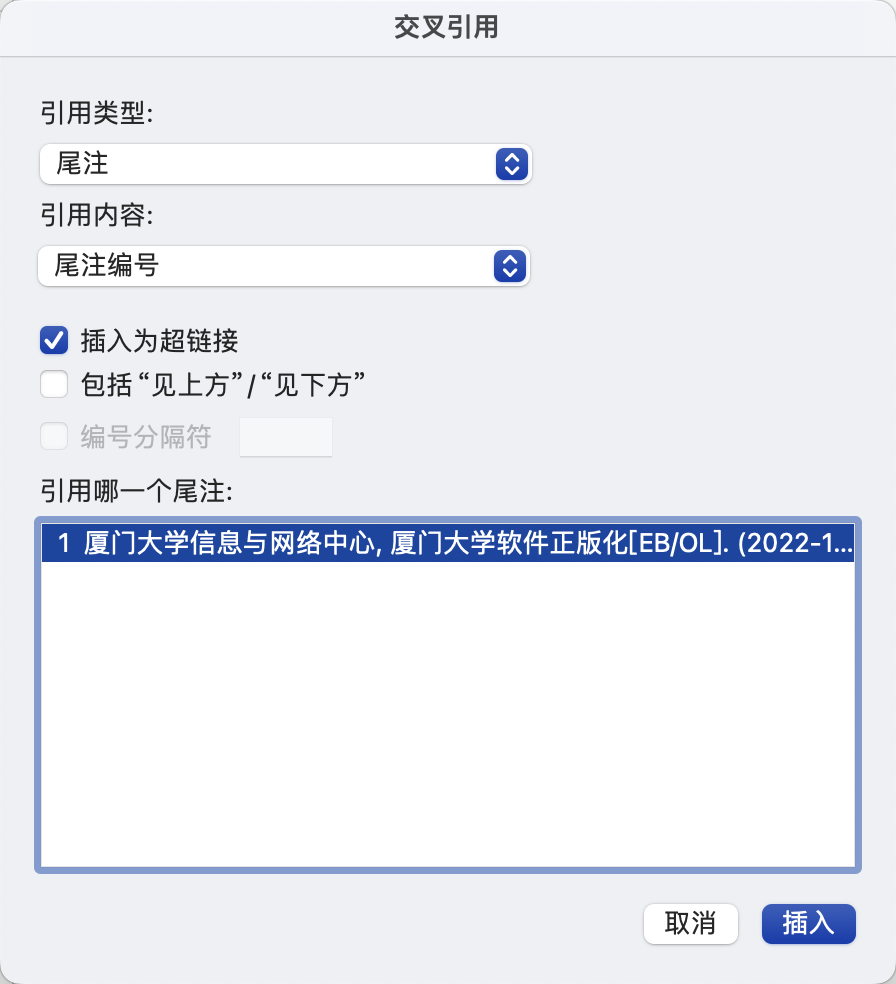 交叉引用
引用类型:
尾注
引用内容:
尾注编号
插入为超链接
包括“见上方”/“见下方”
编号分隔符
引用哪一个尾注:
1 厦门大学信息与网络中心, 厦门大学软件正版化[EB/OL]. (2022-1...
取消
插入